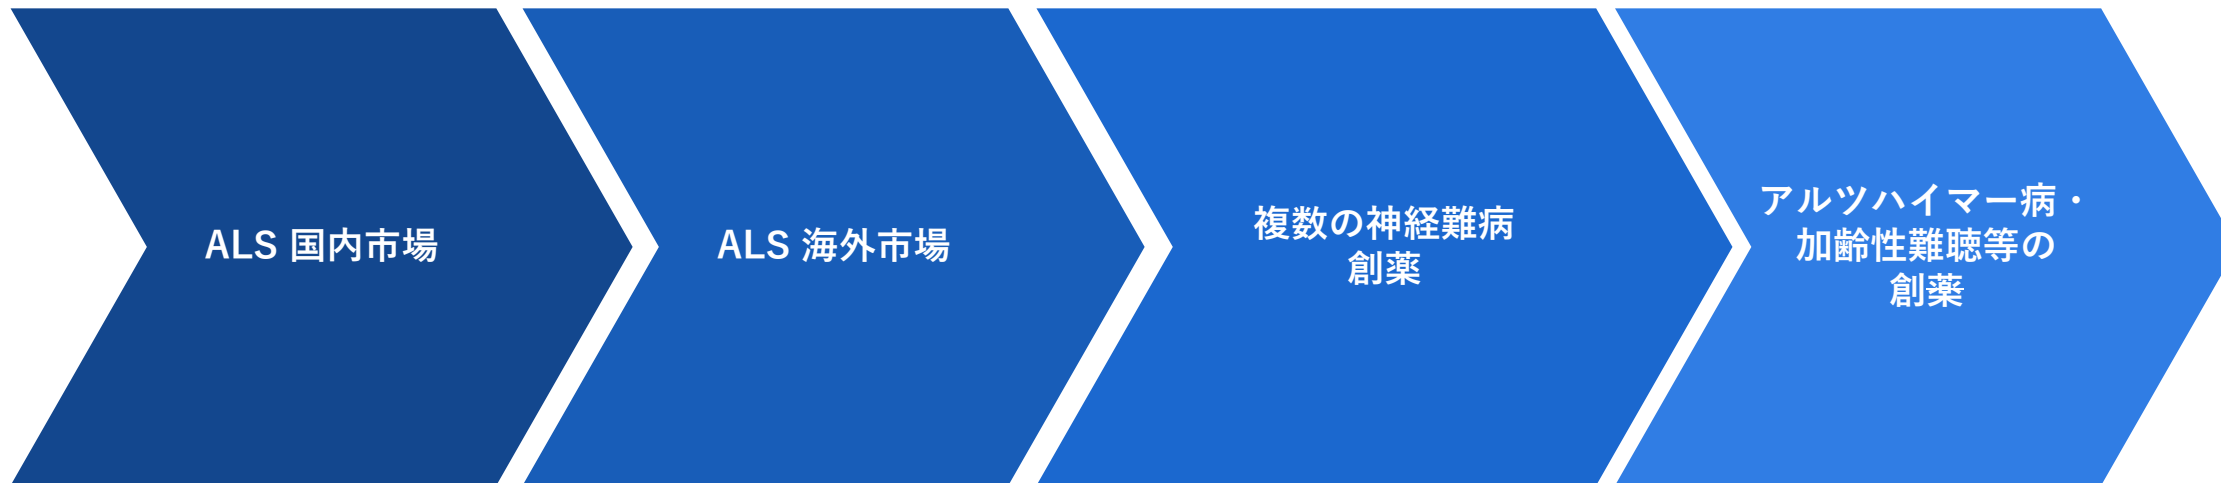 ALS 国内市場
ALS 海外市場
複数の神経難病
創薬
アルツハイマー病・
加齢性難聴等の
創薬